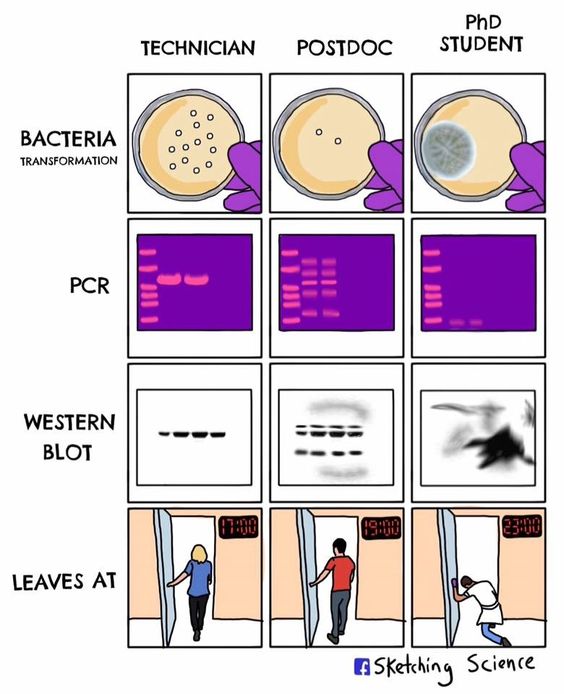 TECHNICIAN
POSTDOC
PhD
STUDENT
BACTERIA
TRANSFORMATION
PCR
WESTERN
BLOT
LEAVES AT
17:00
19:00
23:00
f Sketching Science